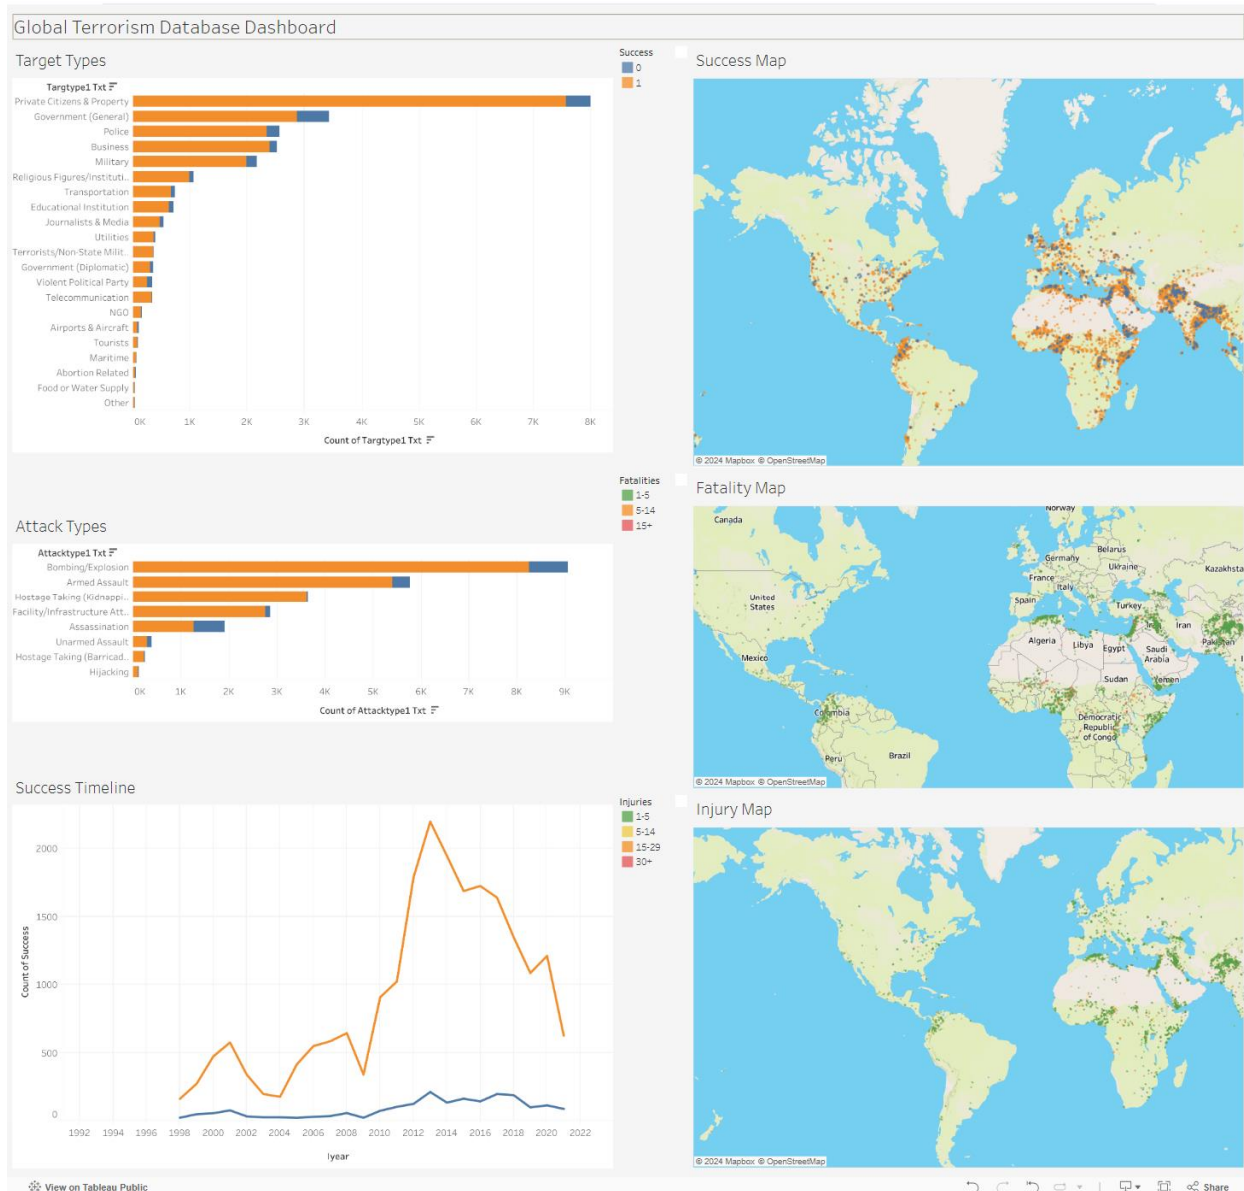 Global Terrorism Database Dashboard
Target Types
Targtype1 Txt
Private Citizens & Property
Government (General)
Police
Business
Military
Religious Figures/Instituti..
Transportation
Educational Institution
Journalists & Media
Utilities
Terrorists/Non-State Milit..
Government (Diplomatic)
Violent Political Party
Telecommunication
NGO
Airports & Aircraft
Tourists
Maritime
Abortion Related
Food or Water Supply
Other
0K 1K 2K 3K 4K 5K 6K 7K 8K
Count of Targtype1 Txt
Success
0
1
Success Map
© 2024 Mapbox © OpenStreetMap
Attack Types
Attacktype1 Txt
Bombing/Explosion
Armed Assault
Hostage Taking (Kidnappi..
Facility/Infrastructure Att..
Assassination
Unarmed Assault
Hostage Taking (Barricad..
Hijacking
0K 1K 2K 3K 4K 5K 6K 7K 8K 9K
Count of Attacktype1 Txt
Fatalities
1-5
5-14
15+
Fatality Map
Canada
Norway
Belarus
Germany
Ukraine
Kazakhsta
France
Italy
United
States
Spain
Turkey
Iran
Algeria
Libya
Egypt
Saudi
Arabia
Pakistan
Mexico
Sudan
Yemen
Colombia
Democratic
Republic
of Congo
Peru
Brazil
© 2024 Mapbox © OpenStreetMap
Success Timeline
2000
1500
1000
500
0
Count of Success
1992 1994 1996 1998 2000 2002 2004 2006 2008 2010 2012 2014 2016 2018 2020 2022
Iyear
Injuries
1-5
5-14
15-29
30+
Injury Map
© 2024 Mapbox © OpenStreetMap
View on Tableau Public
Share